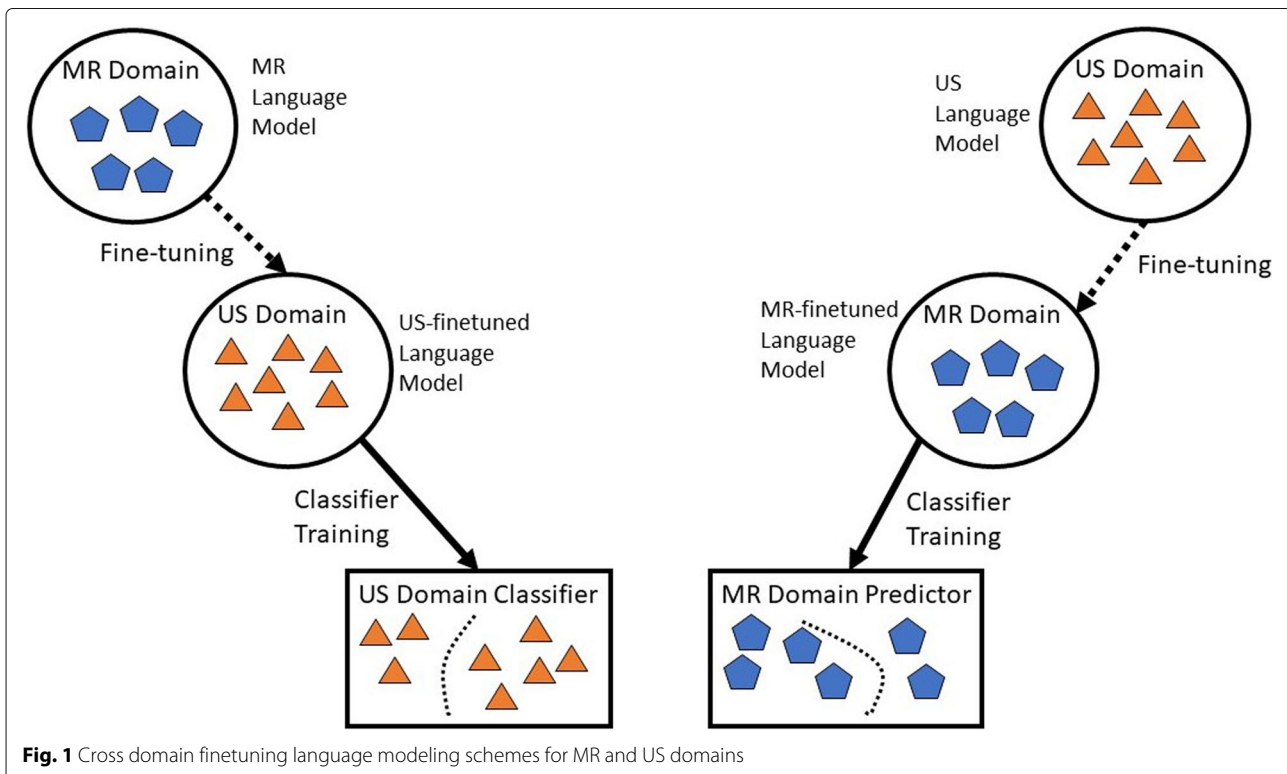 MR Domain
MR
Language
Model
Fine-tuning
US Domain
US-finetuned
Language
Model
Classifier
Training
US Domain Classifier
US Domain
US
Language
Model
Fine-tuning
MR Domain
MR-finetuned
Language
Model
Classifier
Training
MR Domain Predictor
Fig. 1 Cross domain finetuning language modeling schemes for MR and US domains